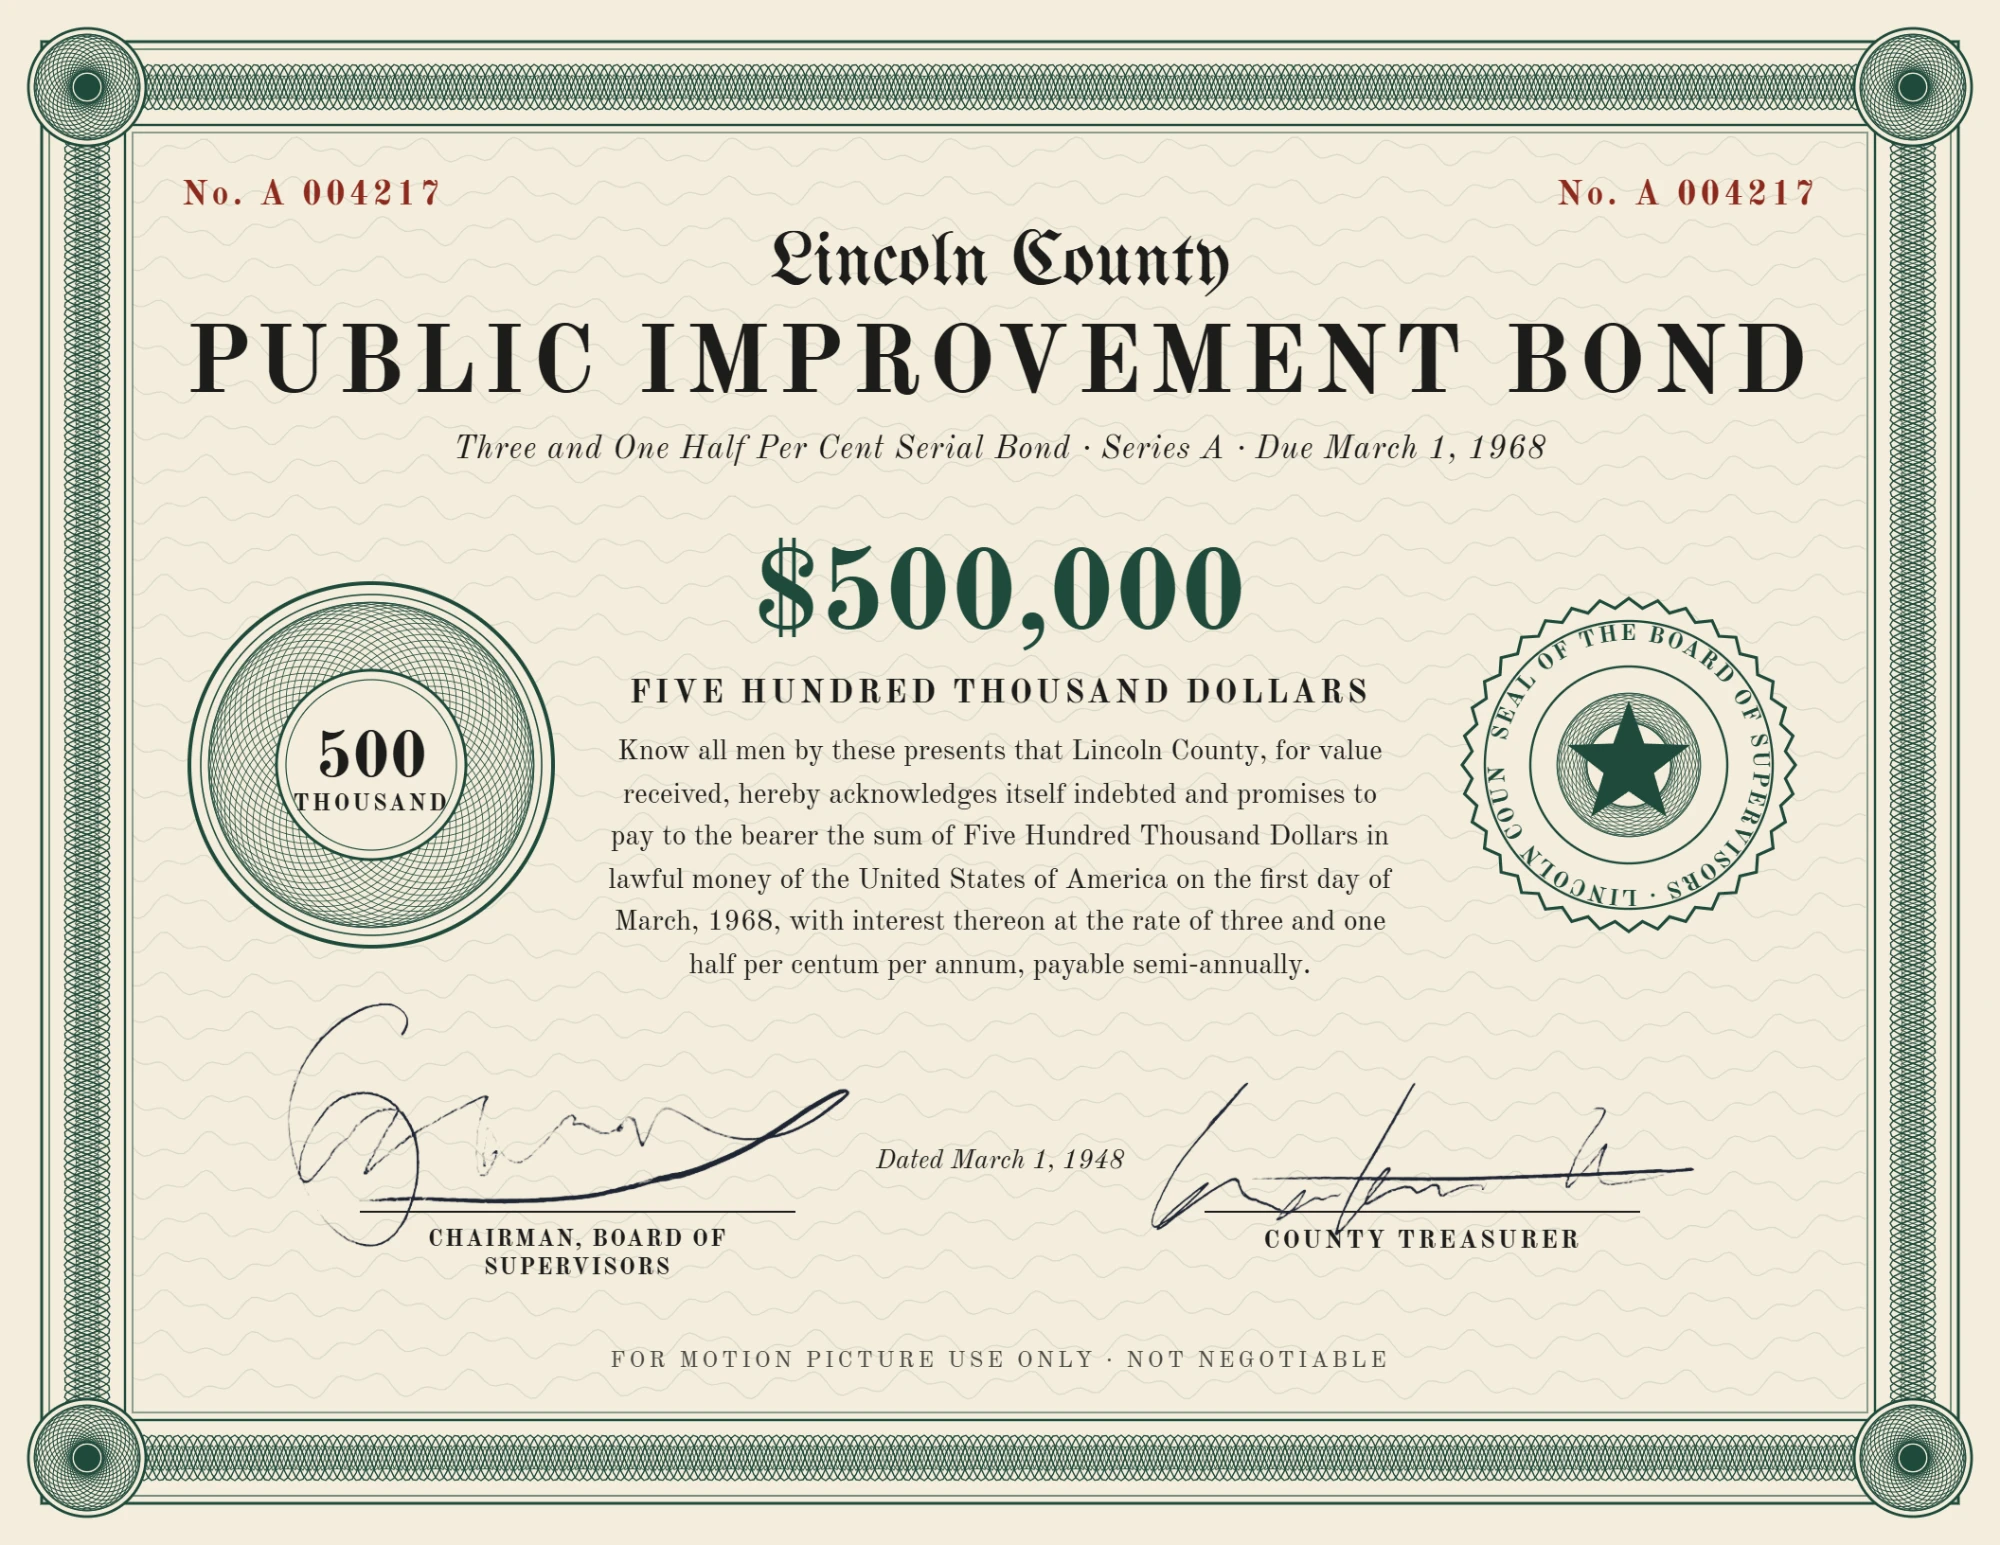 No. A 004217
No. A 004217
Lincoln County
PUBLIC IMPROVEMENT BOND
Three and One Half Per Cent Serial Bond · Series A · Due March 1, 1968
$500,000
FIVE HUNDRED THOUSAND DOLLARS
500
THOUSAND
Know all men by these presents that Lincoln County, for value
received, hereby acknowledges itself indebted and promises to
pay to the bearer the sum of Five Hundred Thousand Dollars in
lawful money of the United States of America on the first day of
March, 1968, with interest thereon at the rate of three and one
half per centum per annum, payable semi-annually.
SEAL OF THE BOARD OF SUPERVISORS · LINCOLN COUN
Dated March 1, 1948
CHAIRMAN, BOARD OF
SUPERVISORS
COUNTY TREASURER
FOR MOTION PICTURE USE ONLY · NOT NEGOTIABLE